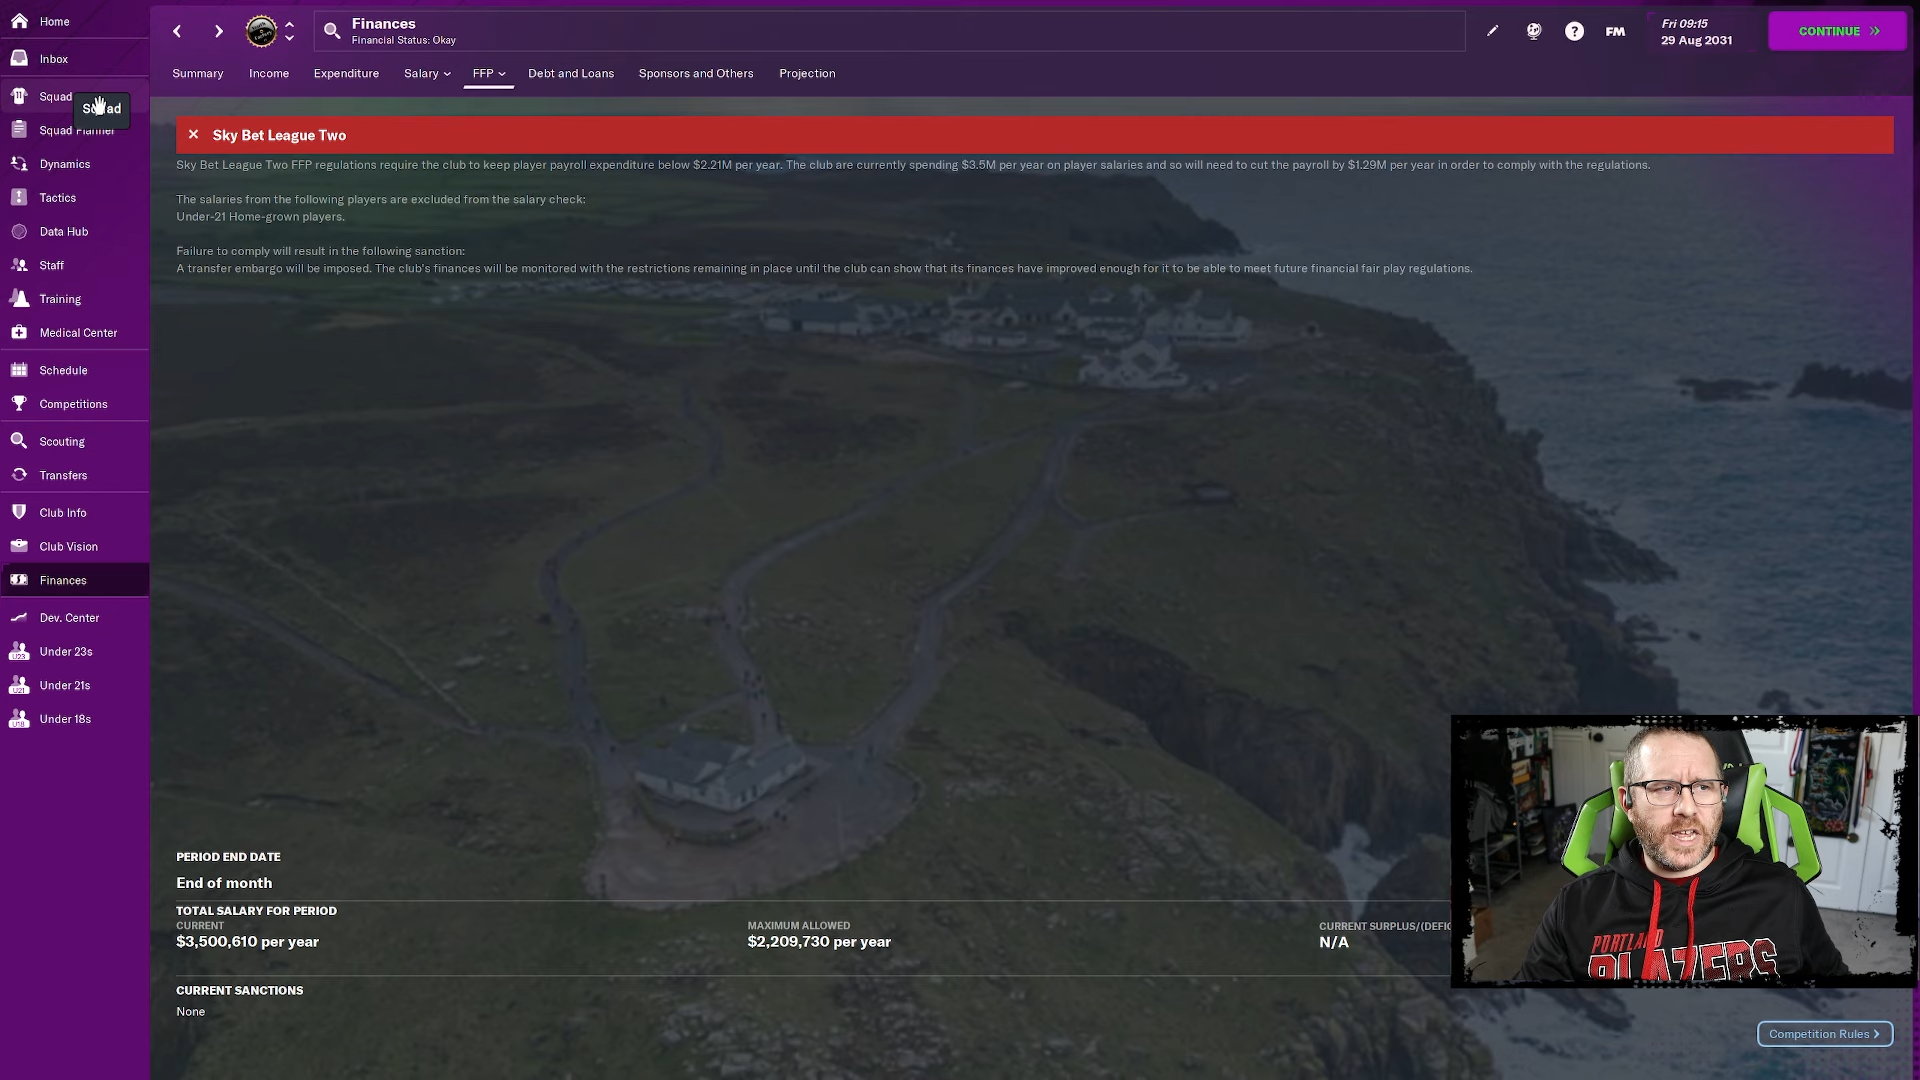 Home
Inbox
Squad
Squad
Squad Planner
Dynamics
Tactics
Data Hub
Staff
Training
Medical Center
Schedule
Competitions
Scouting
Transfers
Club Info
Club Vision
Finances
Dev. Center
U23
Under 23s
U21
Under 21s
U18
Under 18s
Finances
Financial Status: Okay
FM
Fri 09:15
29 Aug 2031
CONTINUE
Summary
Income
Expenditure
Salary
FFP
Debt and Loans
Sponsors and Others
Projection
Sky Bet League Two
Sky Bet League Two FFP regulations require the club to keep player payroll expenditure below $2.21M per year. The club are currently spending $3.5M per year on player salaries and so will need to cut the payroll by $1.29M per year in order to comply with the regulations.
The salaries from the following players are excluded from the salary check:
Under-21 Home-grown players.
Failure to comply will result in the following sanction:
A transfer embargo will be imposed. The club's finances will be monitored with the restrictions remaining in place until the club can show that its finances have improved enough for it to be able to meet future financial fair play regulations.
PERIOD END DATE
End of month
TOTAL SALARY FOR PERIOD
CURRENT
$3,500,610 per year
MAXIMUM ALLOWED
$2,209,730 per year
CURRENT SURPLUS/(DEFIC
N/A
CURRENT SANCTIONS
None
PORTLAND
BLAZERS
Competition Rules